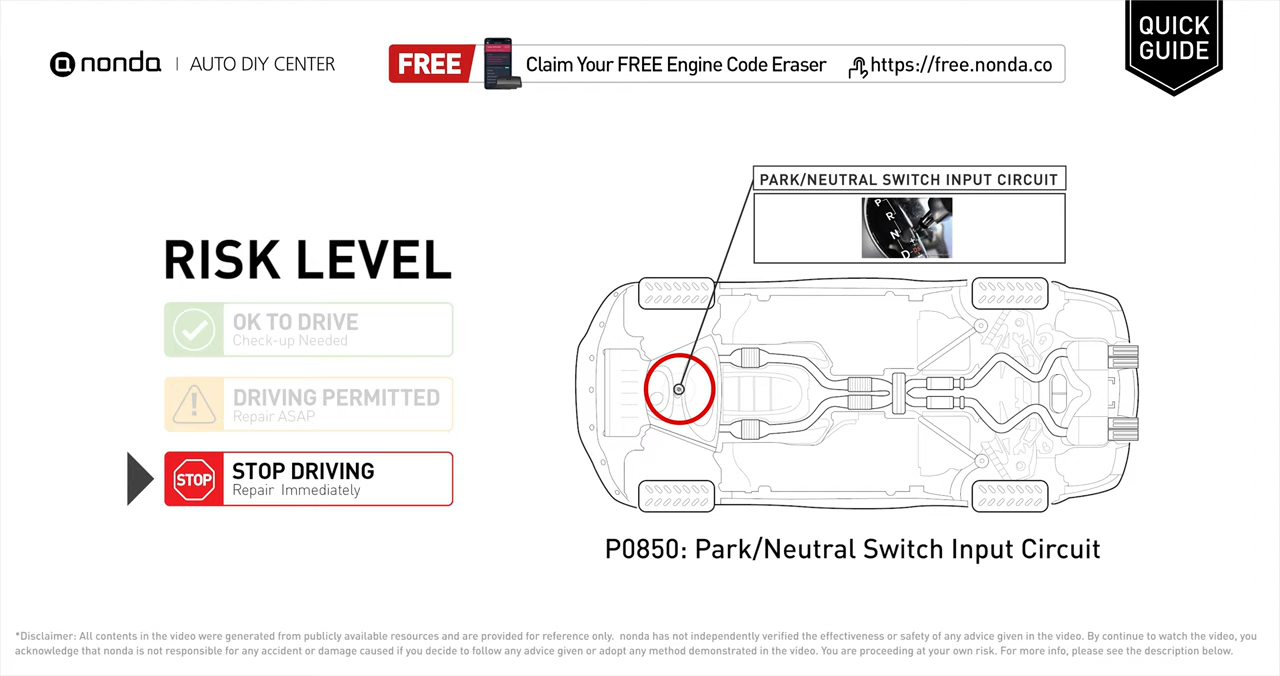 nonda | AUTO DIY CENTER
FREE
Claim Your FREE Engine Code Eraser
https://free.nonda.co
QUICK
GUIDE
PARK/NEUTRAL SWITCH INPUT CIRCUIT
P
R
N
D
RISK LEVEL
OK TO DRIVE
Check-up Needed
DRIVING PERMITTED
Repair ASAP
STOP
STOP DRIVING
Repair Immediately
P0850: Park/Neutral Switch Input Circuit
*Disclaimer: All contents in the video were generated from publicly available resources and are provided for reference only. nonda has not independently verified the effectiveness or safety of any advice given in the video. By continue to watch the video, you
acknowledge that nonda is not responsible for any accident or damage caused if you decide to follow any advice given or adopt any method demonstrated in the video. You are proceeding at your own risk. For more info, please see the description below.